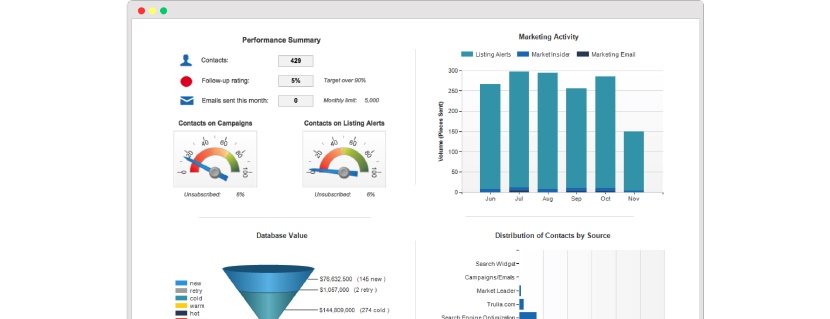 Performance Summary
Contacts: 429
Follow-up rating: 5% Target over 90%
Emails sent this month: 0 Monthly limit: 5,000
Contacts on Campaigns
0 20 40 60 80 100
Unsubscribed: 6%
Contacts on Listing Alerts
0 20 40 60 80 100
Unsubscribed: 6%
Marketing Activity
Listing Alerts Market Insider Marketing Email
Volume (Pieces Sent)
300
250
200
150
100
50
0
Jun Jul Aug Sep Oct Nov
Database Value
new
retry
cold
warm
hot
$76,632,500 (145 new )
$1,057,000 (2 retry )
$144,809,000 (274 cold )
Distribution of Contacts by Source
Search Widget
Campaigns/Emails
Market Leader
Trulia.com
Search Engine Optimization